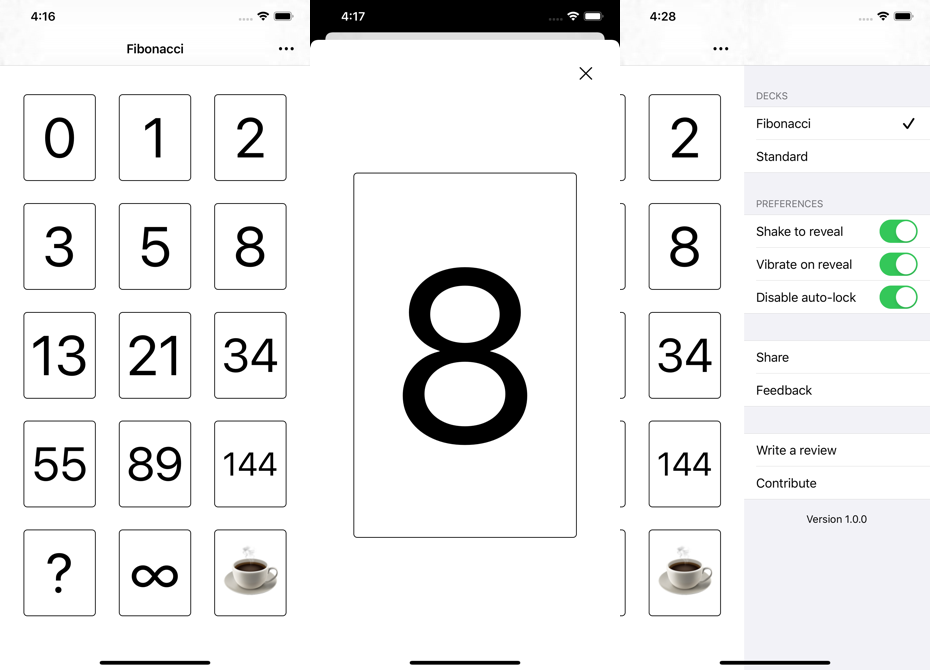 4:16
Fibonacci
0 1 2
3 5 8
13 21 34
55 89 144
? ∞
4:17
8
4:28
2
8
34
144
DECKS
Fibonacci
Standard
PREFERENCES
Shake to reveal
Vibrate on reveal
Disable auto-lock
Share
Feedback
Write a review
Contribute
Version 1.0.0